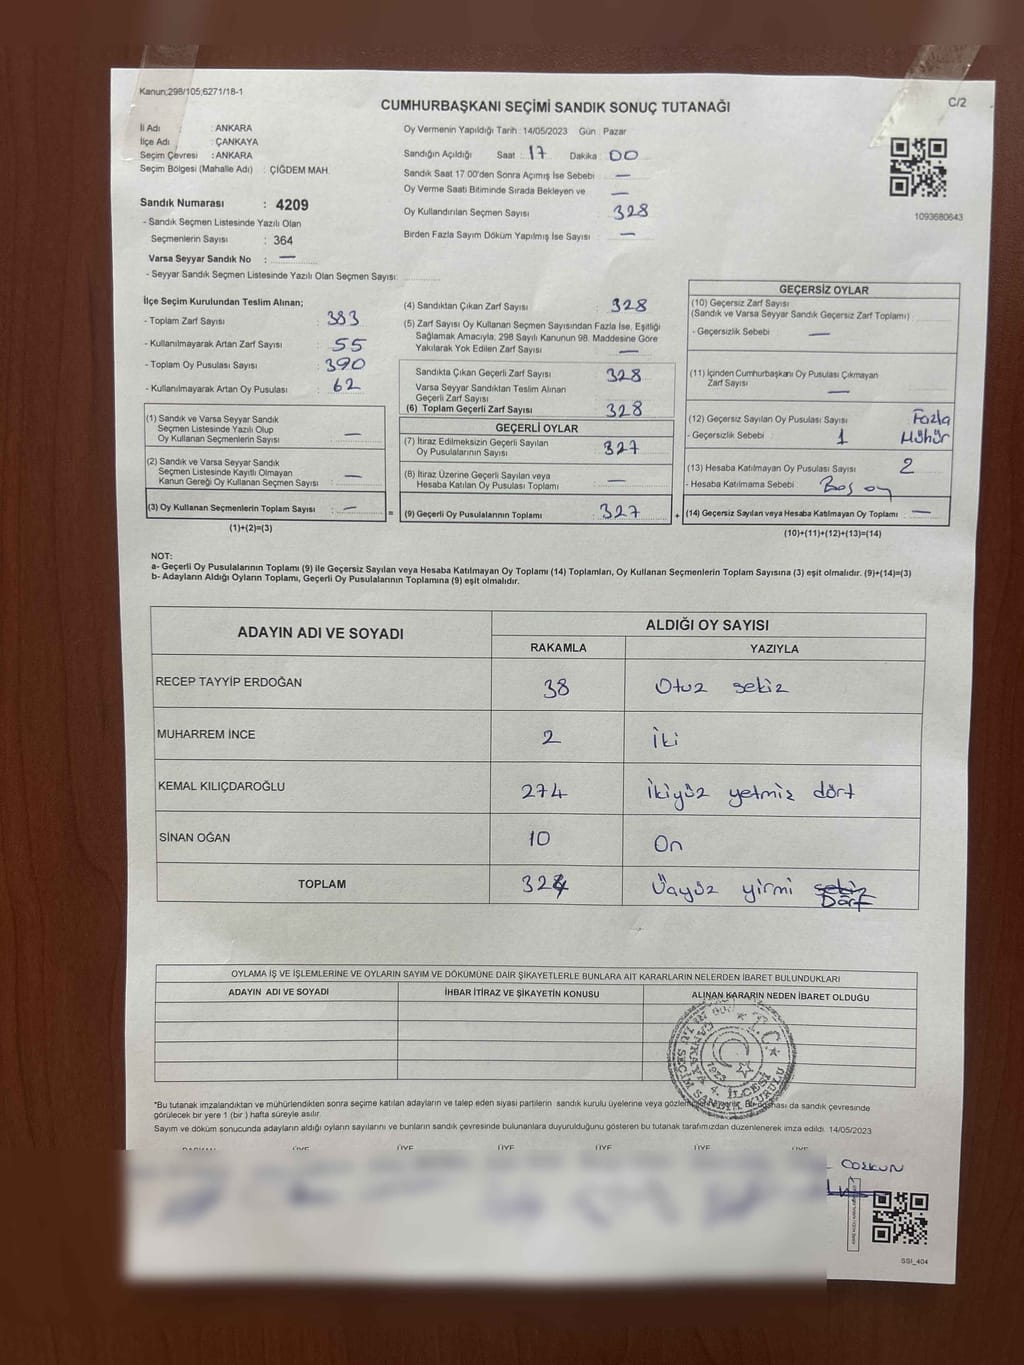 Kanun;298/105;6271/18-1
CUMHURBAŞKANI SEÇİMİ SANDIK SONUÇ TUTANAĞI
C/2
İl Adı : ANKARA
İlçe Adı : ÇANKAYA
Seçim Çevresi : ANKARA
Seçim Bölgesi (Mahalle Adı) : ÇİĞDEM MAH.
Sandık Numarası : 4209
- Sandık Seçmen Listesinde Yazılı Olan
Seçmenlerin Sayısı : 364
Varsa Seyyar Sandık No : —
- Seyyar Sandık Seçmen Listesinde Yazılı Olan Seçmen Sayısı:
Oy Vermenin Yapıldığı Tarih : 14/05/2023 Gün : Pazar
Sandığın Açıldığı Saat : 17 Dakika : 00
Sandık Saat 17.00'den Sonra Açımış İse Sebebi : —
Oy Verme Saati Bitiminde Sırada Bekleyen ve —
Oy Kullandırılan Seçmen Sayısı : 328
Birden Fazla Sayım Döküm Yapılmış İse Sayısı : —
1093680643
İlçe Seçim Kurulundan Teslim Alınan;
- Toplam Zarf Sayısı : 383
- Kullanılmayarak Artan Zarf Sayısı : 55
- Toplam Oy Pusulası Sayısı : 390
- Kullanılmayarak Artan Oy Pusulası : 62
(1) Sandık ve Varsa Seyyar Sandık
Seçmen Listesinde Yazılı Olup
Oy Kullanan Seçmenlerin Sayısı : —
(2) Sandık ve Varsa Seyyar Sandık
Seçmen Listesinde Kayıtlı Olmayan
Kanun Gereği Oy Kullanan Seçmen Sayısı : —
(3) Oy Kullanan Seçmenlerin Toplam Sayısı : —
(1)+(2)=(3)
=
(4) Sandıktan Çıkan Zarf Sayısı : 328
(5) Zarf Sayısı Oy Kullanan Seçmen Sayısından Fazla İse, Eşitliği
Sağlamak Amacıyla, 298 Sayılı Kanunun 98. Maddesine Göre
Yakılarak Yok Edilen Zarf Sayısı : —
Sandıkta Çıkan Geçerli Zarf Sayısı : 328
Varsa Seyyar Sandıktan Teslim Alınan
Geçerli Zarf Sayısı :
(6) Toplam Geçerli Zarf Sayısı : 328
GEÇERLİ OYLAR
(7) İtiraz Edilmeksizin Geçerli Sayılan
Oy Pusulalarının Sayısı : 327
(8) İtiraz Üzerine Geçerli Sayılan veya
Hesaba Katılan Oy Pusulası Toplamı : —
(9) Geçerli Oy Pusulalarının Toplamı : 327
+
GEÇERSİZ OYLAR
(10) Geçersiz Zarf Sayısı
(Sandık ve Varsa Seyyar Sandık Geçersiz Zarf Toplamı)
- Geçersizlik Sebebi : —
(11) İçinden Cumhurbaşkanı Oy Pusulası Çıkmayan
Zarf Sayısı : —
(12) Geçersiz Sayılan Oy Pusulası Sayısı : Fazla
- Geçersizlik Sebebi : 1 Mühür
(13) Hesaba Katılmayan Oy Pusulası Sayısı : 2
- Hesaba Katılmama Sebebi : Boş oy
(14) Geçersiz Sayılan veya Hesaba Katılmayan Oy Toplamı : —
(10)+(11)+(12)+(13)=(14)
NOT:
a- Geçerli Oy Pusulalarının Toplamı (9) ile Geçersiz Sayılan veya Hesaba Katılmayan Oy Toplamı (14) Toplamları, Oy Kullanan Seçmenlerin Toplam Sayısına (3) eşit olmalıdır. (9)+(14)=(3)
b- Adayların Aldığı Oyların Toplamı, Geçerli Oy Pusulalarının Toplamına (9) eşit olmalıdır.
ADAYIN ADI VE SOYADI
ALDIĞI OY SAYISI
RAKAMLA YAZIYLA
RECEP TAYYİP ERDOĞAN 38 Otuz sekiz
MUHARREM İNCE 2 İki
KEMAL KILIÇDAROĞLU 274 İkiyüz yetmiş dört
SİNAN OĞAN 10 On
TOPLAM 324 Üçyüz yirmi sekiz
Dört
OYLAMA İŞ VE İŞLEMLERİNE VE OYLARIN SAYIM VE DÖKÜMÜNE DAİR ŞİKAYETLERLE BUNLARA AİT KARARLARIN NELERDEN İBARET BULUNDUKLARI
ADAYIN ADI VE SOYADI İHBAR İTİRAZ VE ŞİKAYETİN KONUSU ALINAN KARARIN NEDEN İBARET OLDUĞU
T.C.
ÇANKAYA 4. İLÇESİ
SANDIK KURULU
1923
*Bu tutanak imzalandıktan ve mühürlendikten sonra seçime katılan adayların ve talep eden siyasi partilerin sandık kurulu üyelerine veya da sandık çevresinde
görülecek bir yere 1 (bir) hafta süreyle asılır.
Sayım ve döküm sonucunda adayların aldığı oyların sayılarını ve bunların sandık çevresinde bulunanlara duyurulduğunu gösteren bu tutanak tarafımızdan düzenlenerek imza edildi. 14/05/2023
BAŞKAN ÜYE ÜYE ÜYE ÜYE ÜYE ÜYE
COŞKUN
SSI_404